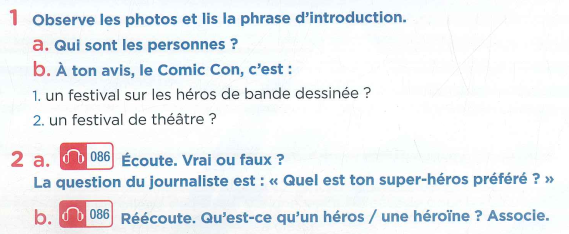 1 Observe les photos et lis la phrase d'introduction.
a. Qui sont les personnes ?
b. À ton avis, le Comic Con, c'est :
1. un festival sur les héros de bande dessinée ?
2. un festival de théâtre ?
2 a. 086 Écoute. Vrai ou faux ?
La question du journaliste est : « Quel est ton super-héros préféré ? »
b. 086 Réécoute. Qu'est-ce qu'un héros / une héroïne ? Associe.